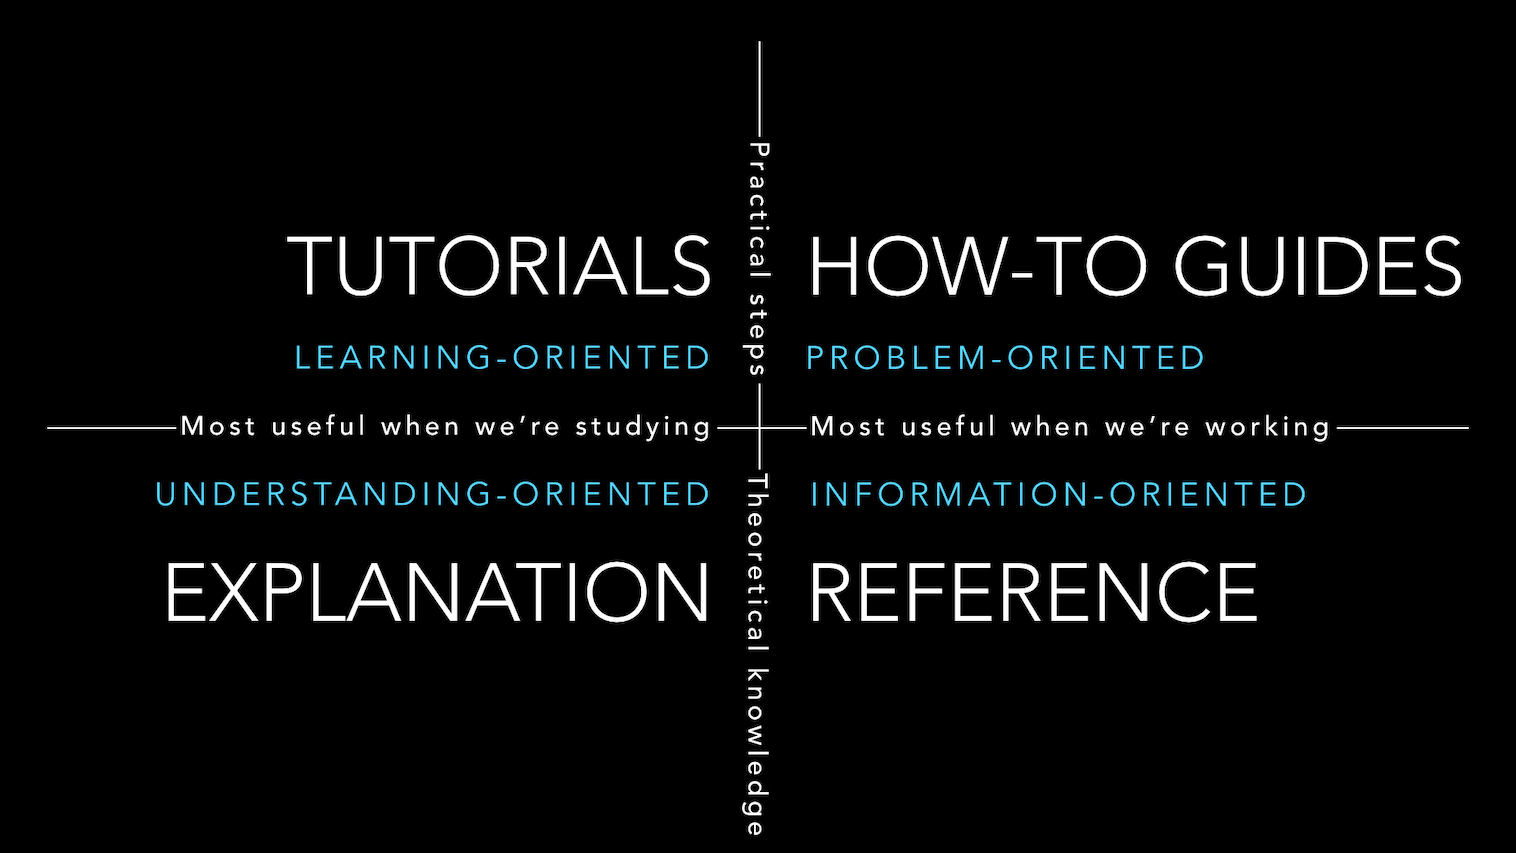 Practical steps
TUTORIALS
HOW-TO GUIDES
LEARNING-ORIENTED
PROBLEM-ORIENTED
Most useful when we’re studying
Most useful when we’re working
UNDERSTANDING-ORIENTED
INFORMATION-ORIENTED
EXPLANATION
REFERENCE
Theoretical knowledge